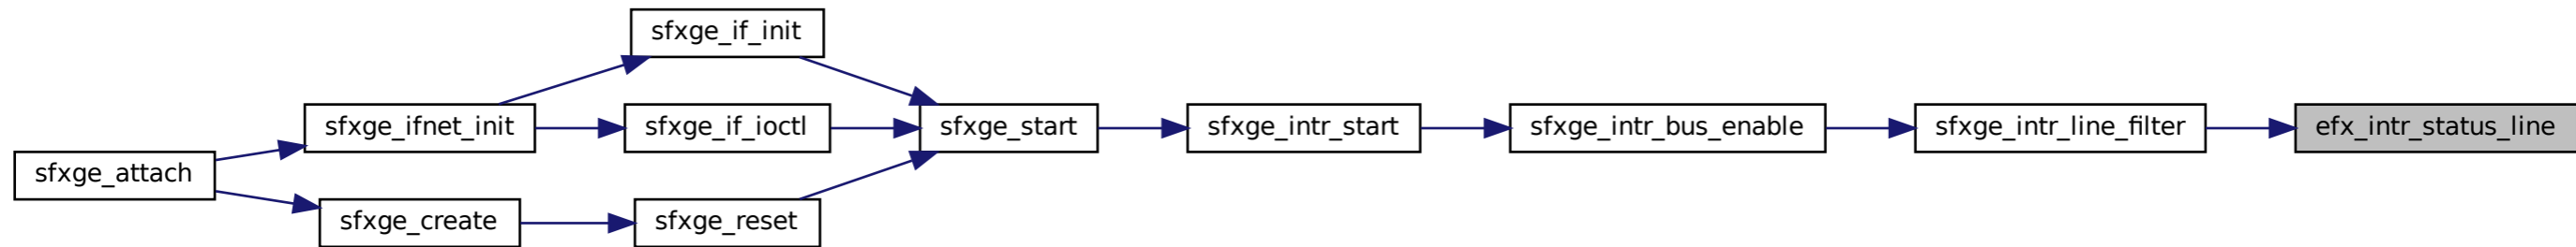 sfxge_if_init
sfxge_ifnet_init
sfxge_if_ioctl
sfxge_start
sfxge_intr_start
sfxge_intr_bus_enable
sfxge_intr_line_filter
efx_intr_status_line
sfxge_attach
sfxge_create
sfxge_reset